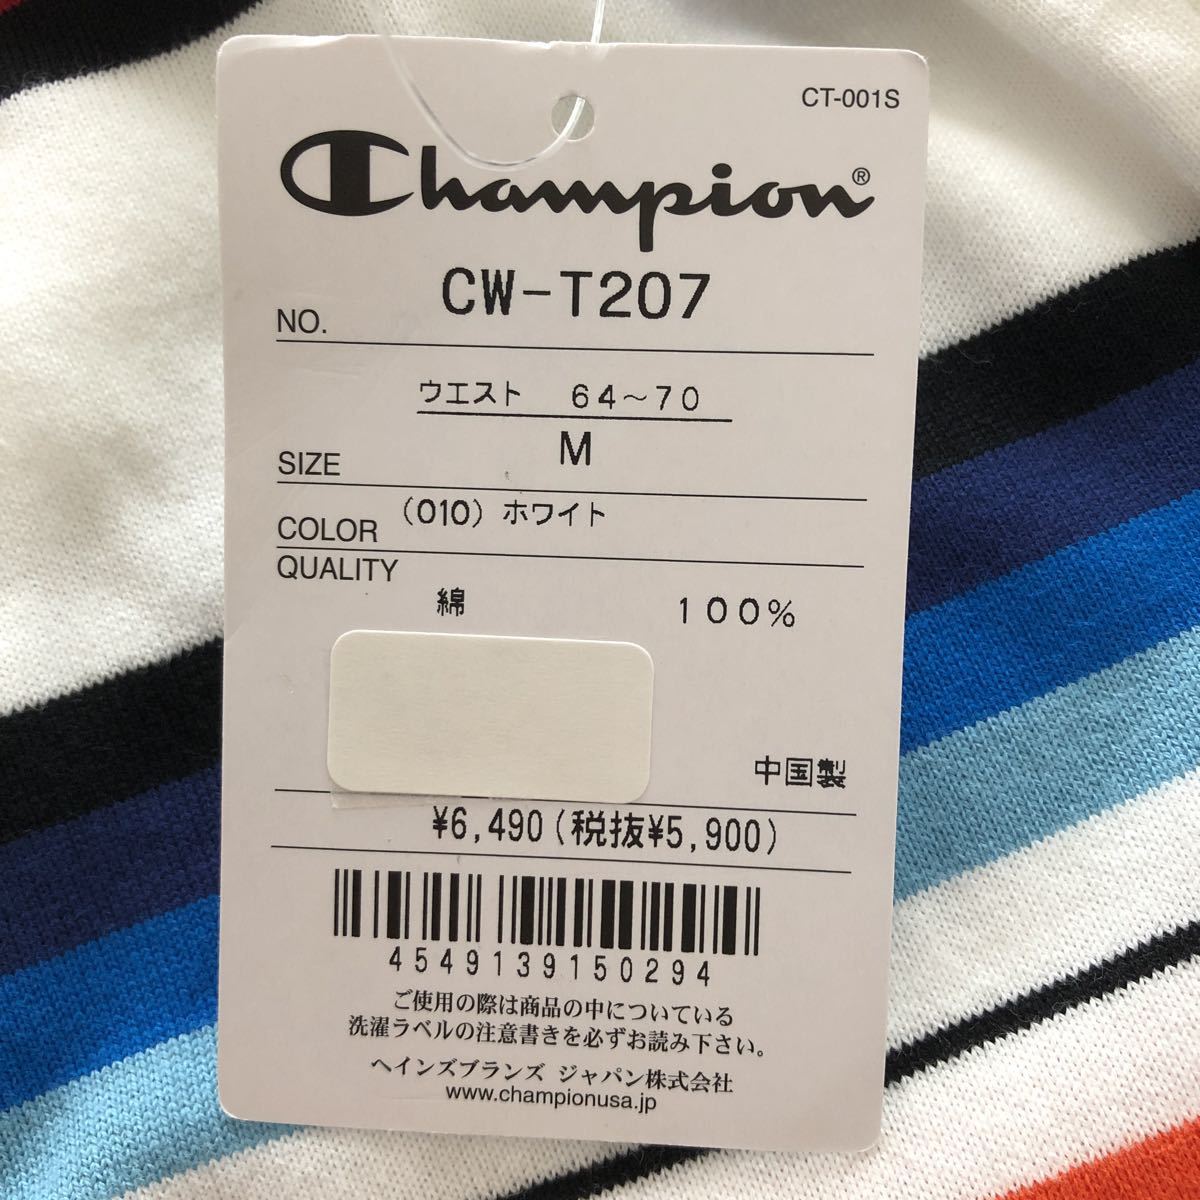 CT-001S
Champion®
CW-T207
NO.
ウエスト 64~70
M
SIZE
(010) ホワイト
COLOR
QUALITY
綿 100%
中国製
¥6,490(税抜¥5,900)
4549139150294
ご使用の際は商品の中についている
洗濯ラベルの注意書きを必ずお読み下さい。
ヘインズブランズ ジャパン株式会社
www.championusa.jp